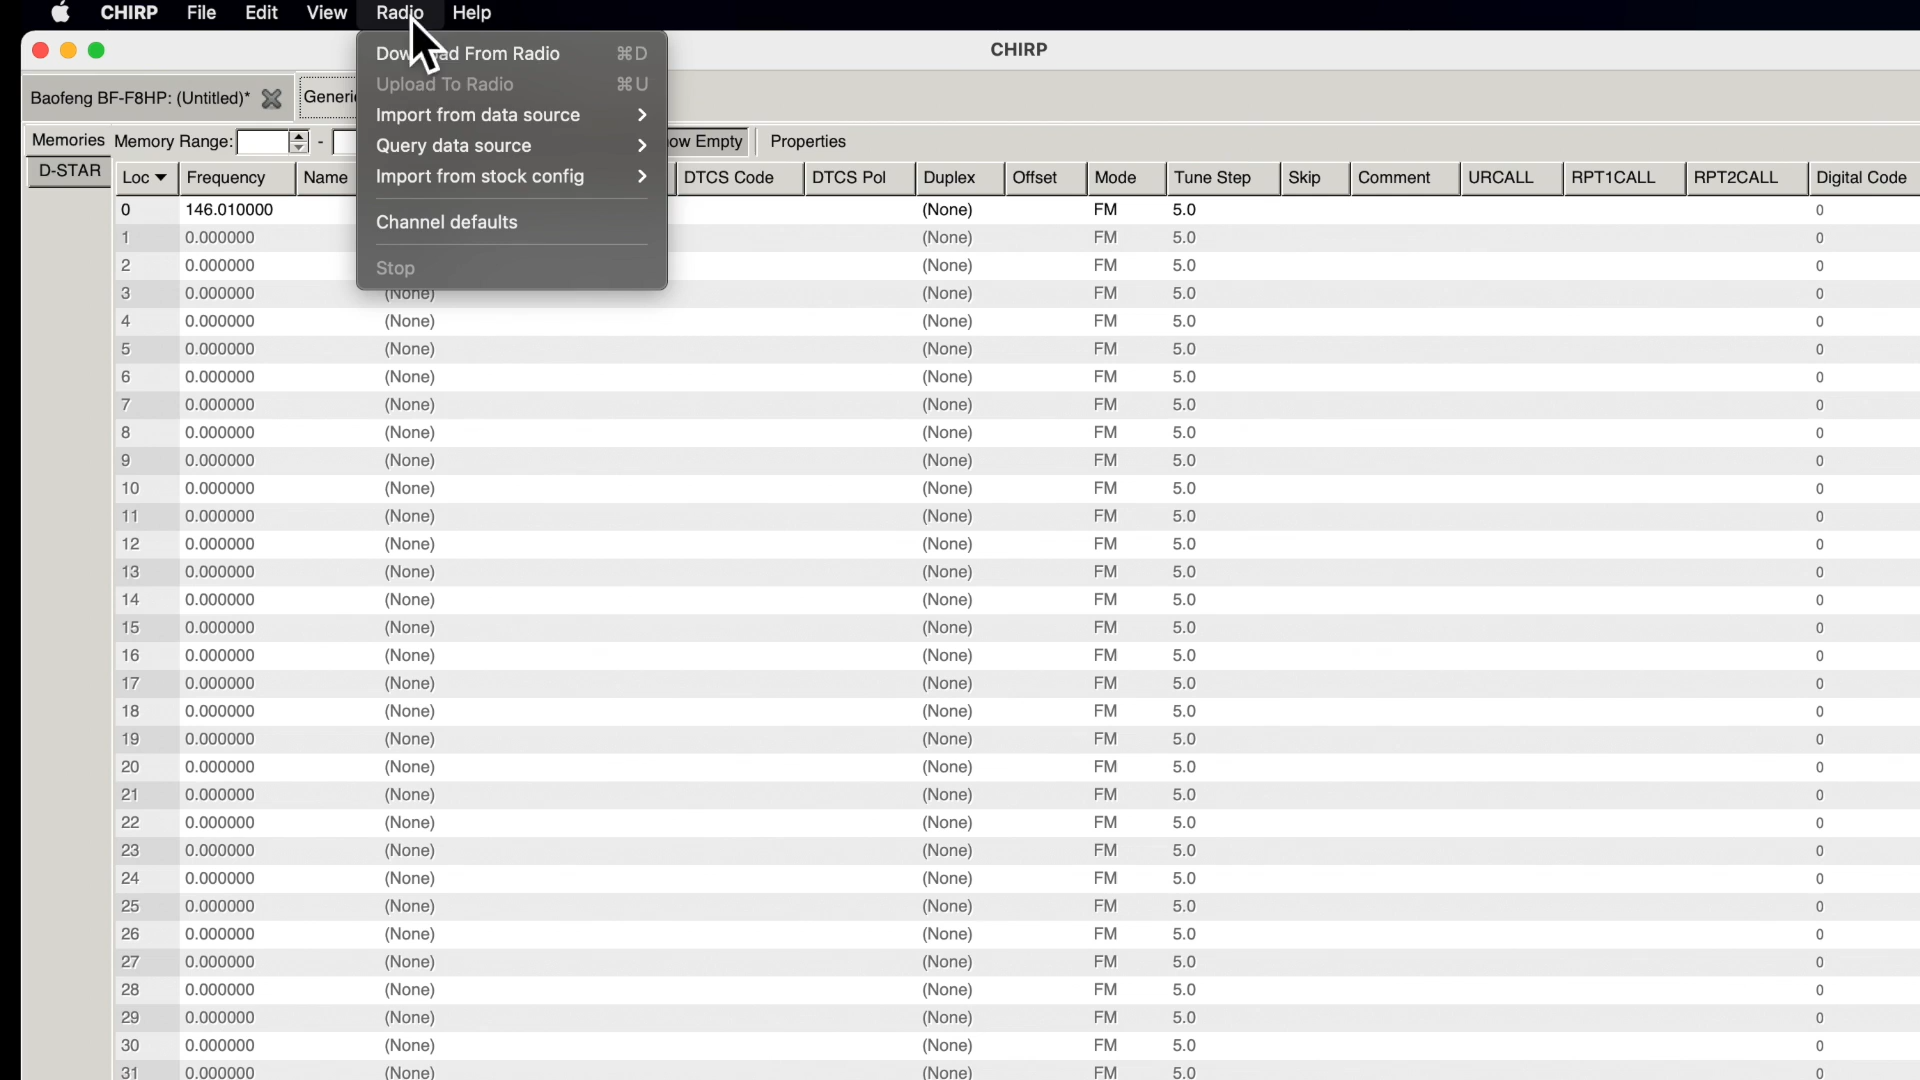 CHIRP File Edit View Radio Help
CHIRP
Download From Radio ⌘D
Upload To Radio ⌘U
Import from data source
Query data source
Import from stock config
Channel defaults
Stop
Baofeng BF-F8HP: (Untitled)*
Memories Memory Range: - Empty Properties
D-STAR
Loc Frequency Name DTCS Code DTCS Pol Duplex Offset Mode Tune Step Skip Comment URCALL RPT1CALL RPT2CALL Digital Code
0 146.010000 (None) FM 5.0 0
1 0.000000 (None) FM 5.0 0
2 0.000000 (None) FM 5.0 0
3 0.000000 (None) (None) FM 5.0 0
4 0.000000 (None) (None) FM 5.0 0
5 0.000000 (None) (None) FM 5.0 0
6 0.000000 (None) (None) FM 5.0 0
7 0.000000 (None) (None) FM 5.0 0
8 0.000000 (None) (None) FM 5.0 0
9 0.000000 (None) (None) FM 5.0 0
10 0.000000 (None) (None) FM 5.0 0
11 0.000000 (None) (None) FM 5.0 0
12 0.000000 (None) (None) FM 5.0 0
13 0.000000 (None) (None) FM 5.0 0
14 0.000000 (None) (None) FM 5.0 0
15 0.000000 (None) (None) FM 5.0 0
16 0.000000 (None) (None) FM 5.0 0
17 0.000000 (None) (None) FM 5.0 0
18 0.000000 (None) (None) FM 5.0 0
19 0.000000 (None) (None) FM 5.0 0
20 0.000000 (None) (None) FM 5.0 0
21 0.000000 (None) (None) FM 5.0 0
22 0.000000 (None) (None) FM 5.0 0
23 0.000000 (None) (None) FM 5.0 0
24 0.000000 (None) (None) FM 5.0 0
25 0.000000 (None) (None) FM 5.0 0
26 0.000000 (None) (None) FM 5.0 0
27 0.000000 (None) (None) FM 5.0 0
28 0.000000 (None) (None) FM 5.0 0
29 0.000000 (None) (None) FM 5.0 0
30 0.000000 (None) (None) FM 5.0 0
31 0.000000 (None) (None) FM 5.0 0